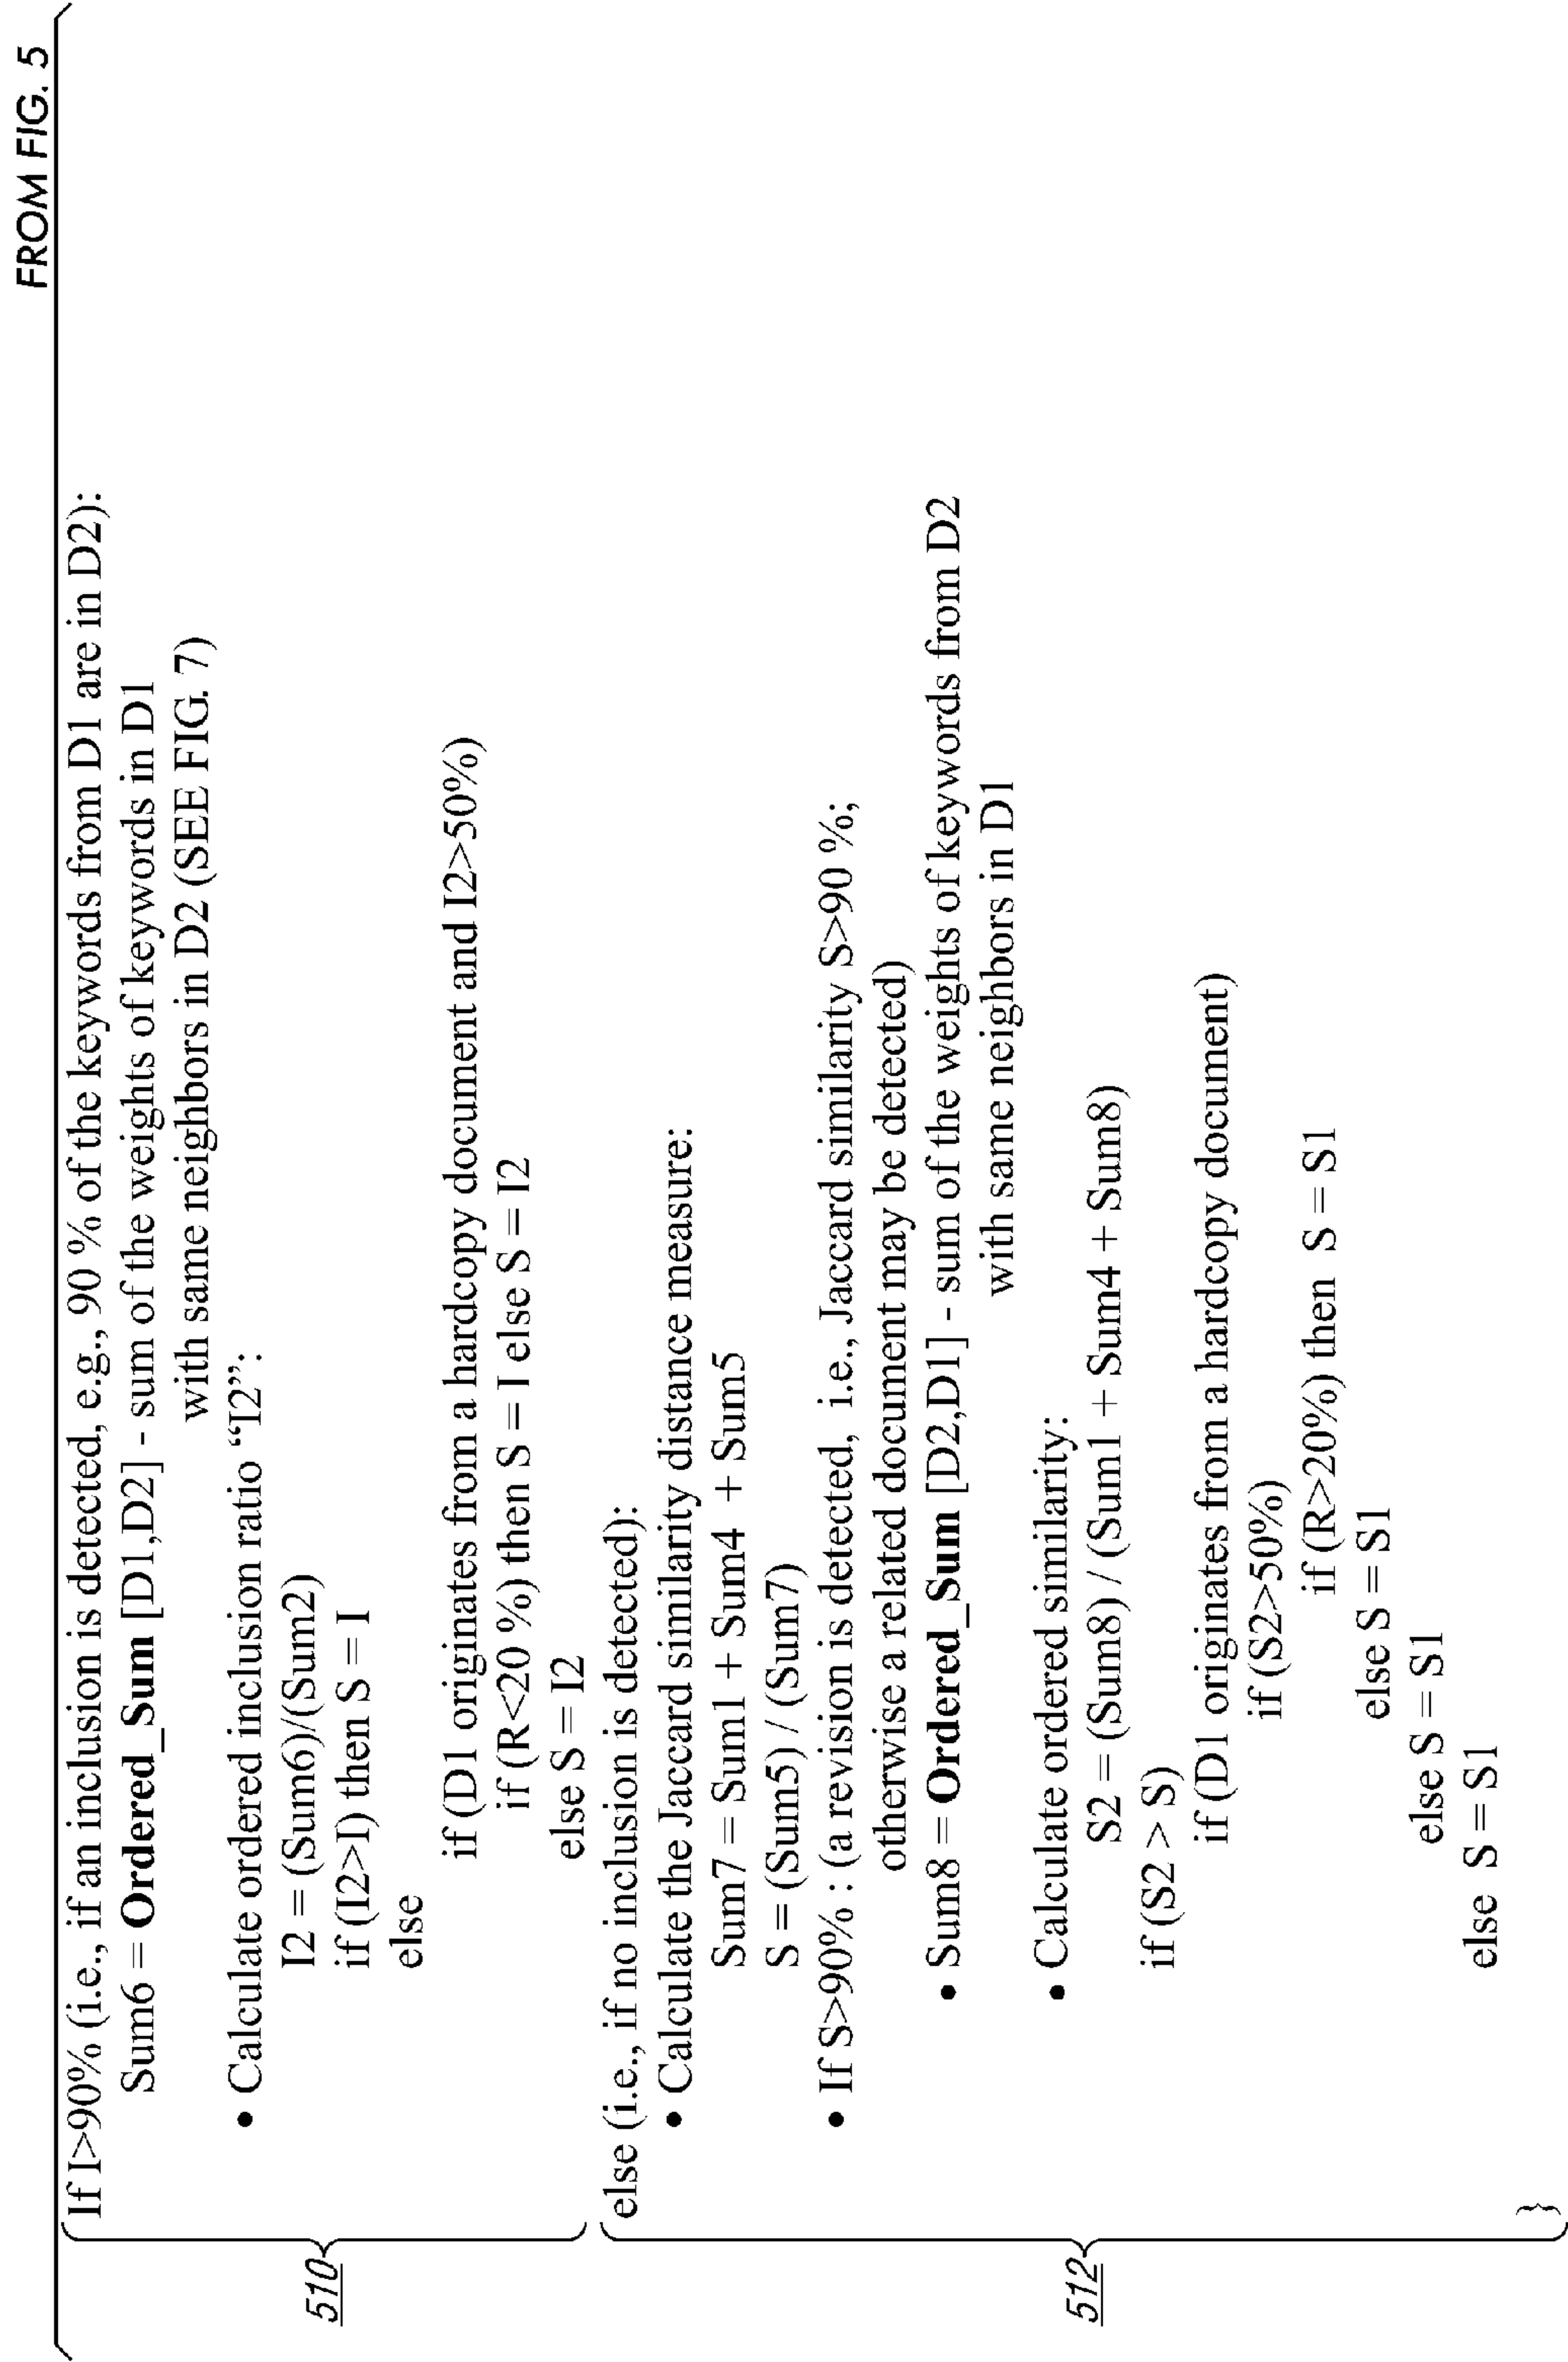 FROM FIG. 5
If I>90% (i.e., if an inclusion is detected, e.g., 90 % of the keywords from D1 are in D2):
Sum6 = Ordered_Sum [D1,D2] - sum of the weights of keywords in D1
with same neighbors in D2 (SEE FIG. 7)
• Calculate ordered inclusion ratio “I2”:
I2 = (Sum6)/(Sum2)
if (I2>I) then S = I
else
if (D1 originates from a hardcopy document and I2>50%)
if (R<20 %) then S = I else S = I2
else S = I2
510
else (i.e., if no inclusion is detected):
• Calculate the Jaccard similarity distance measure:
Sum7 = Sum1 + Sum4 + Sum5
S = (Sum5) / (Sum7)
• If S>90% : (a revision is detected, i.e., Jaccard similarity S>90 %;
otherwise a related document may be detected)
• Sum8 = Ordered_Sum [D2,D1] - sum of the weights of keywords from D2
with same neighbors in D1
• Calculate ordered similarity:
S2 = (Sum8) / (Sum1 + Sum4 + Sum8)
if (S2 > S)
if (D1 originates from a hardcopy document)
if (S2>50%)
if (R>20%) then S = S1
else S = S1
else S = S1
else S = S1
}
512